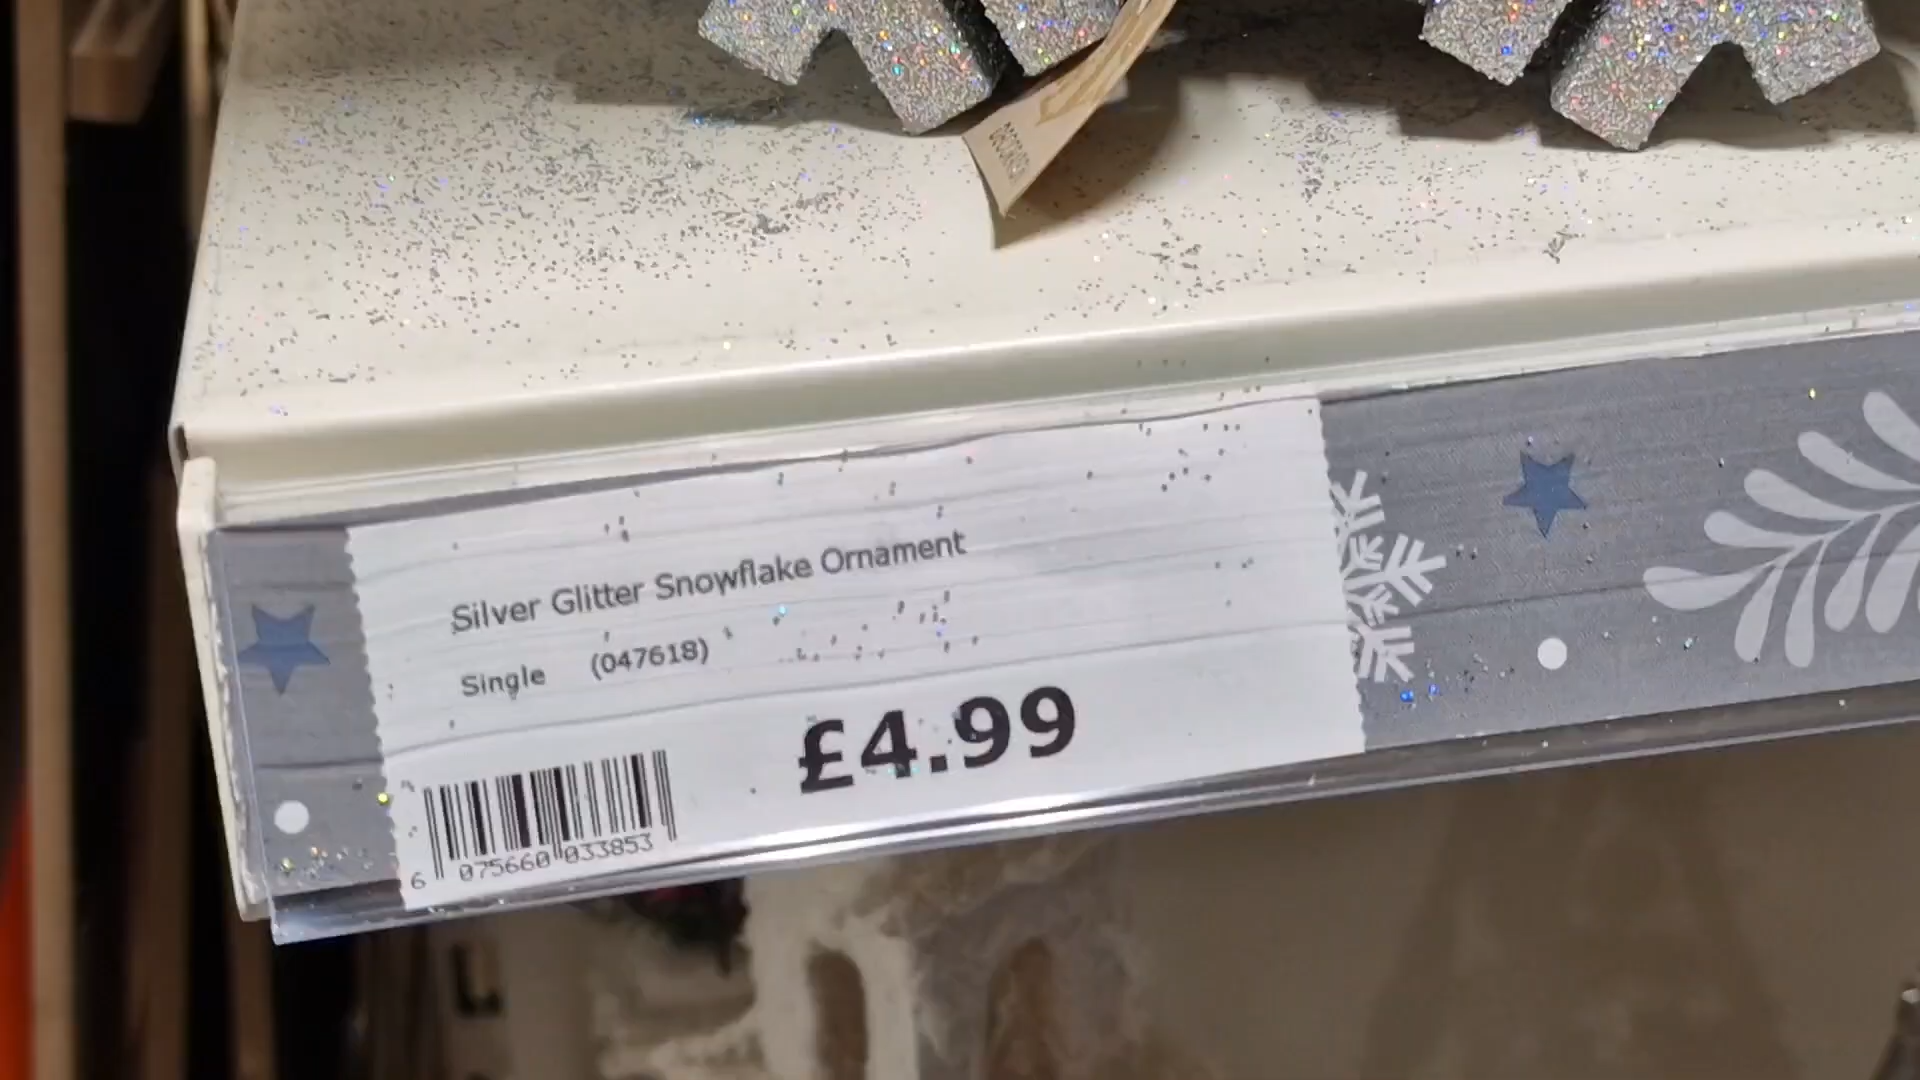 Silver Glitter Snowflake Ornament
Single (047618)
£4.99
6 075660 033853